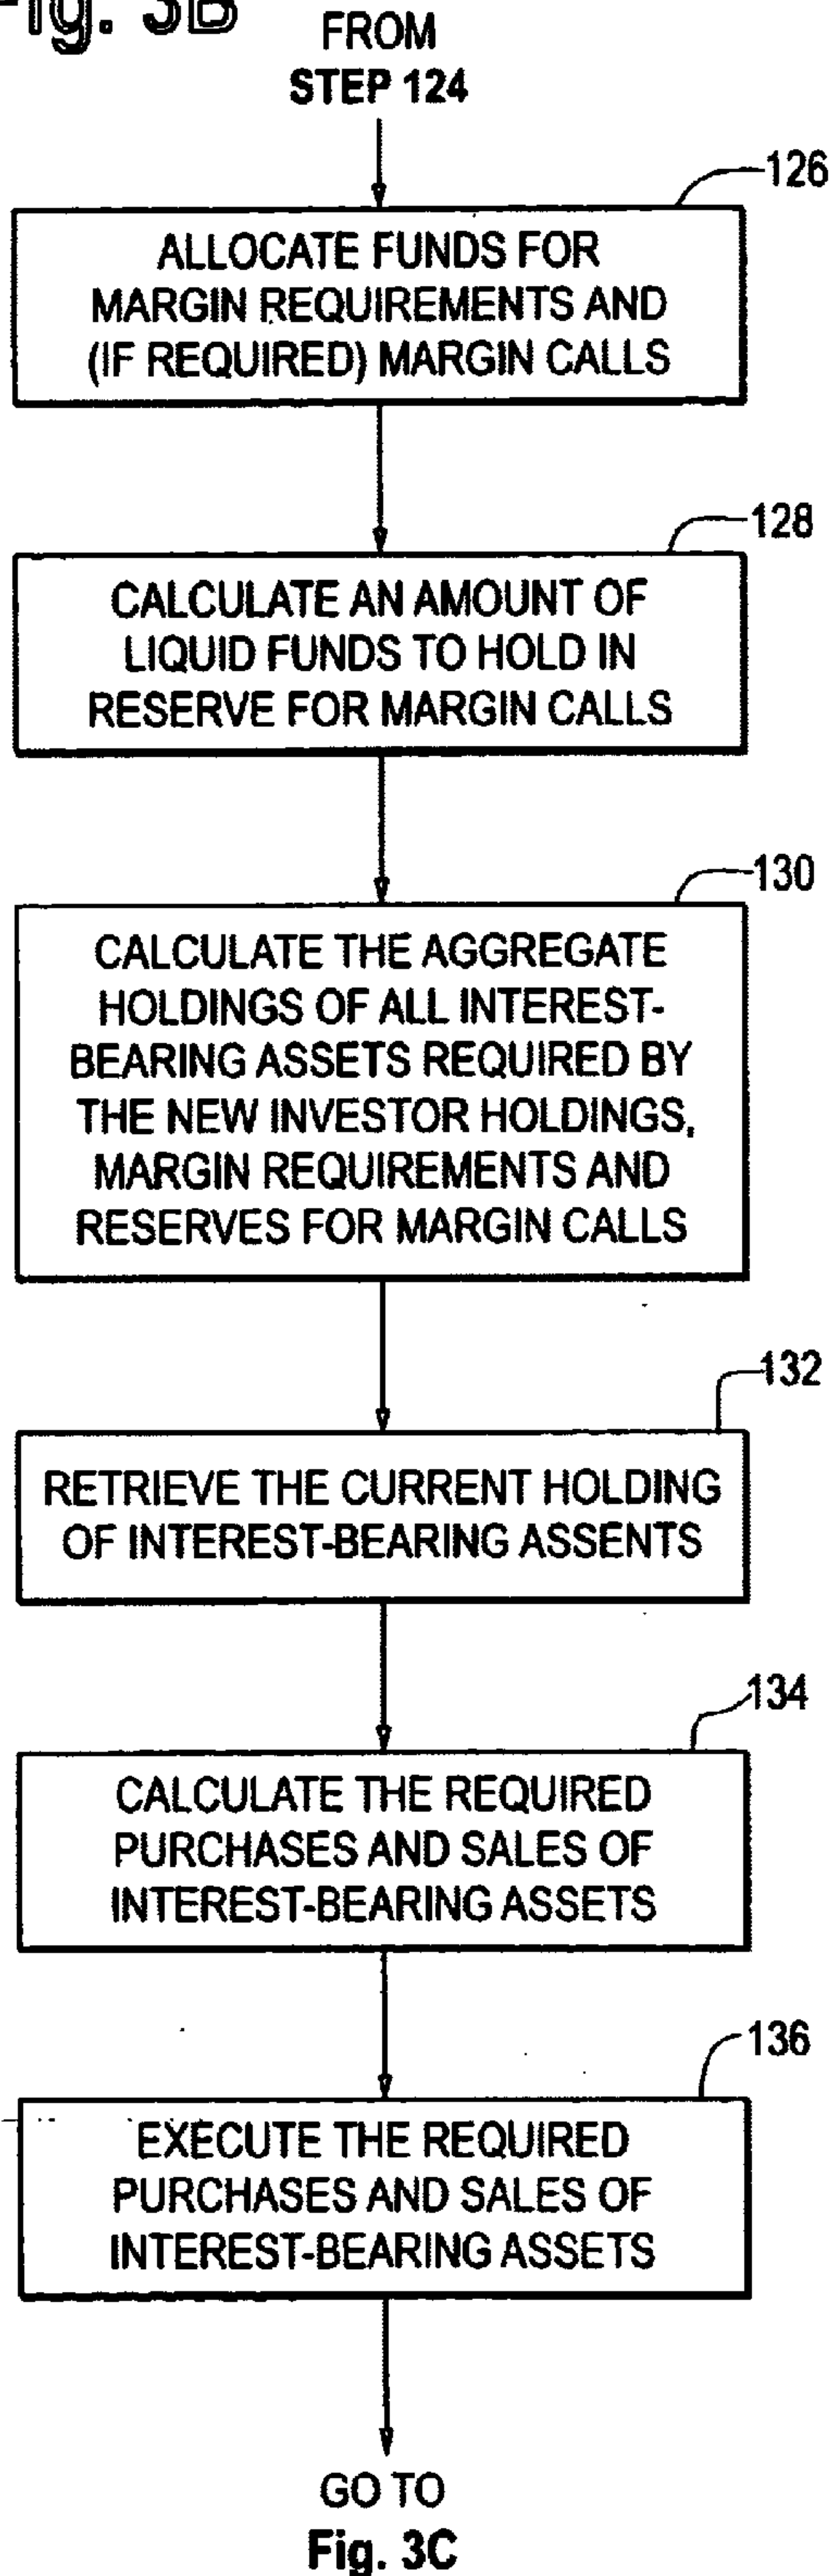 Fig. 3B
FROM
STEP 124
126
ALLOCATE FUNDS FOR
MARGIN REQUIREMENTS AND
(IF REQUIRED) MARGIN CALLS
128
CALCULATE AN AMOUNT OF
LIQUID FUNDS TO HOLD IN
RESERVE FOR MARGIN CALLS
130
CALCULATE THE AGGREGATE
HOLDINGS OF ALL INTEREST-
BEARING ASSETS REQUIRED BY
THE NEW INVESTOR HOLDINGS,
MARGIN REQUIREMENTS AND
RESERVES FOR MARGIN CALLS
132
RETRIEVE THE CURRENT HOLDING
OF INTEREST-BEARING ASSENTS
134
CALCULATE THE REQUIRED
PURCHASES AND SALES OF
INTEREST-BEARING ASSETS
136
EXECUTE THE REQUIRED
PURCHASES AND SALES OF
INTEREST-BEARING ASSETS
GO TO
Fig. 3C